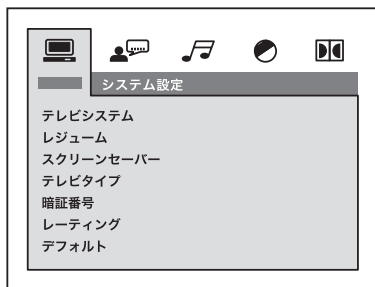 システム設定
テレビシステム
レジューム
スクリーンセーバー
テレビタイプ
暗証番号
レーティング
デフォルト